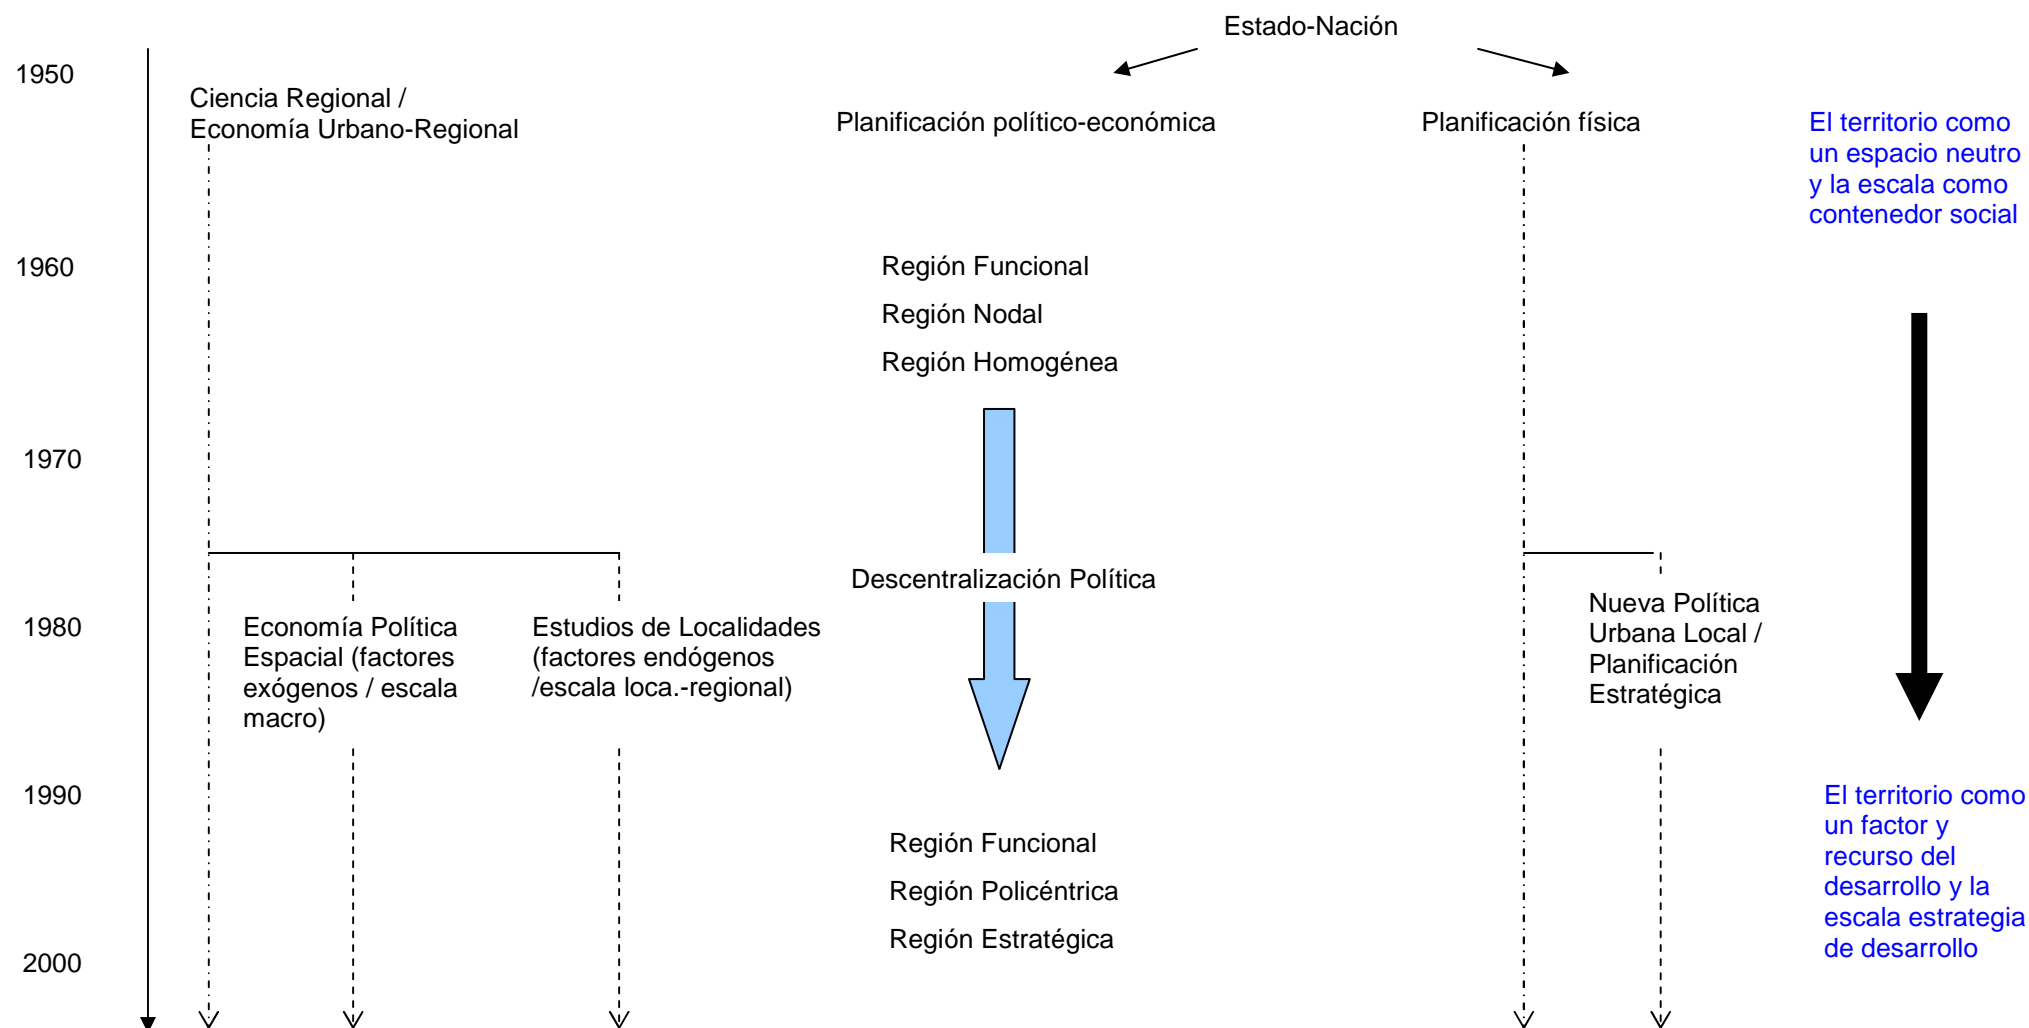 Estado-Nación
1950
Ciencia Regional /
Economía Urbano-Regional
Planificación político-económica
Planificación física
El territorio como
un espacio neutro
y la escala como
contenedor social
1960
Región Funcional
Región Nodal
Región Homogénea
1970
Descentralización Política
1980
Economía Política
Espacial (factores
exógenos / escala
macro)
Estudios de Localidades
(factores endógenos
/escala loca.-regional)
Nueva Política
Urbana Local /
Planificación
Estratégica
1990
Región Funcional
Región Policéntrica
Región Estratégica
El territorio como
un factor y
recurso del
desarrollo y la
escala estrategia
de desarrollo
2000